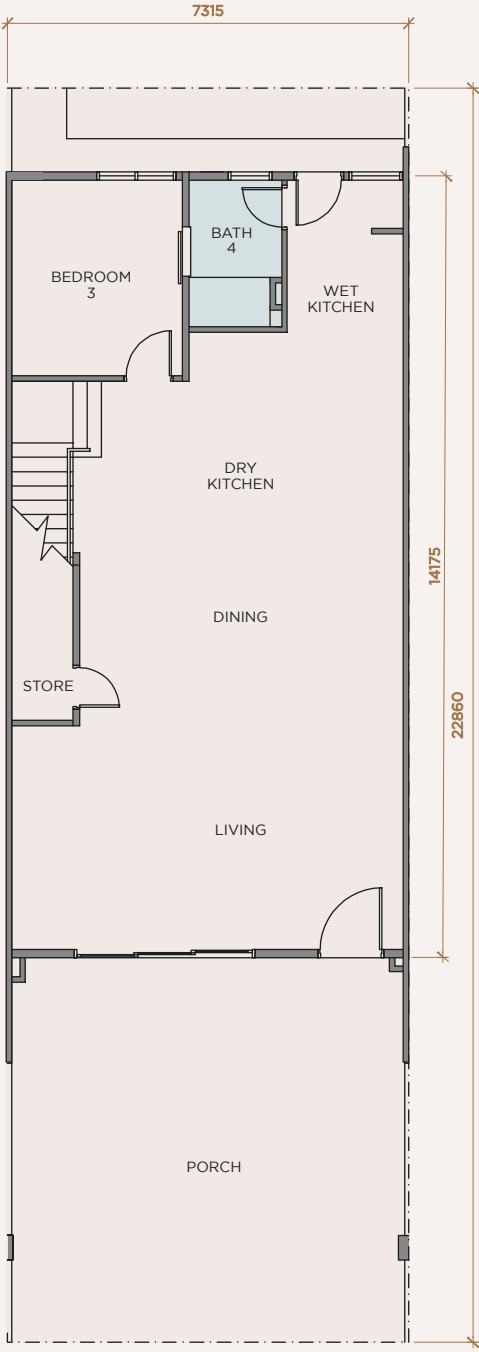 7315
BATH
4
BEDROOM
3
WET
KITCHEN
DRY
KITCHEN
14175
DINING
22860
STORE
LIVING
PORCH